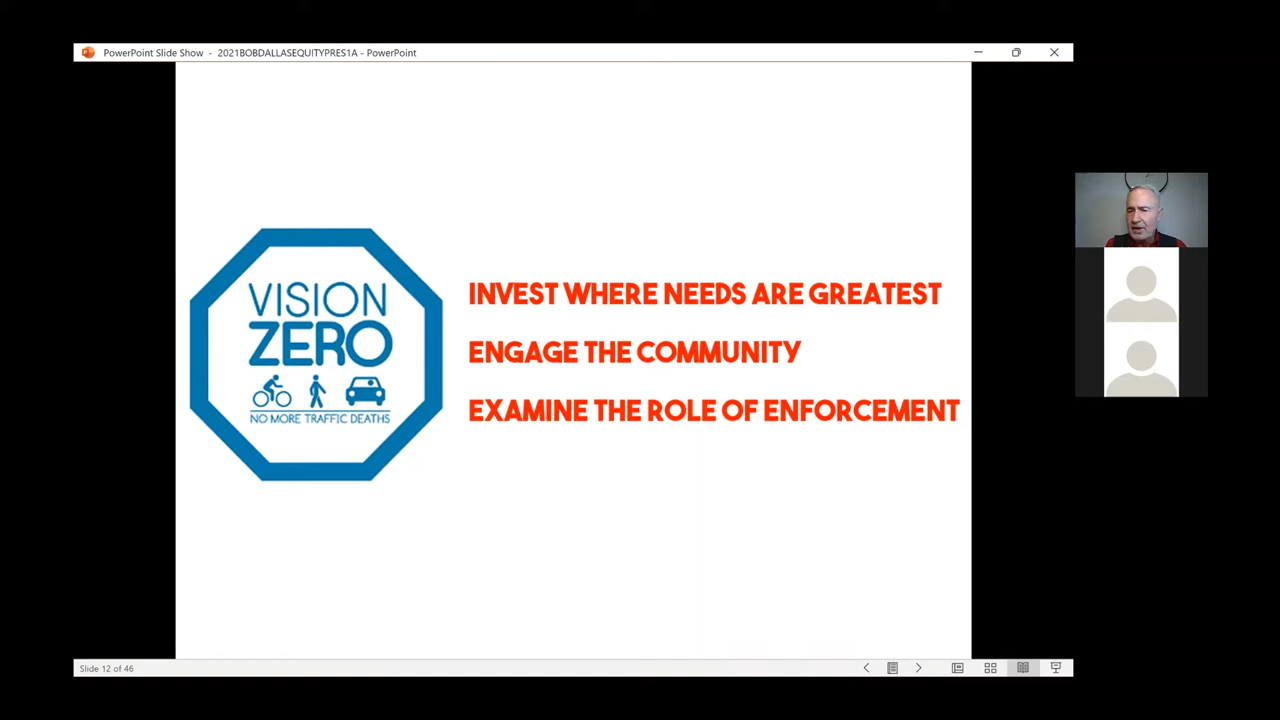 PowerPoint Slide Show - 2021BOBDALLASEQUITYPRES1A - PowerPoint
VISION
ZERO
NO MORE TRAFFIC DEATHS
INVEST WHERE NEEDS ARE GREATEST
ENGAGE THE COMMUNITY
EXAMINE THE ROLE OF ENFORCEMENT
Slide 12 of 46